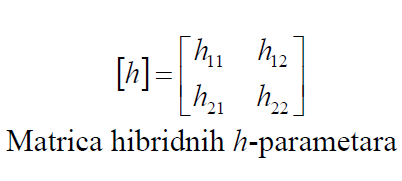 [h] = [h₁₁ h₁₂
h₂₁ h₂₂]
Matrica hibridnih h-parametara